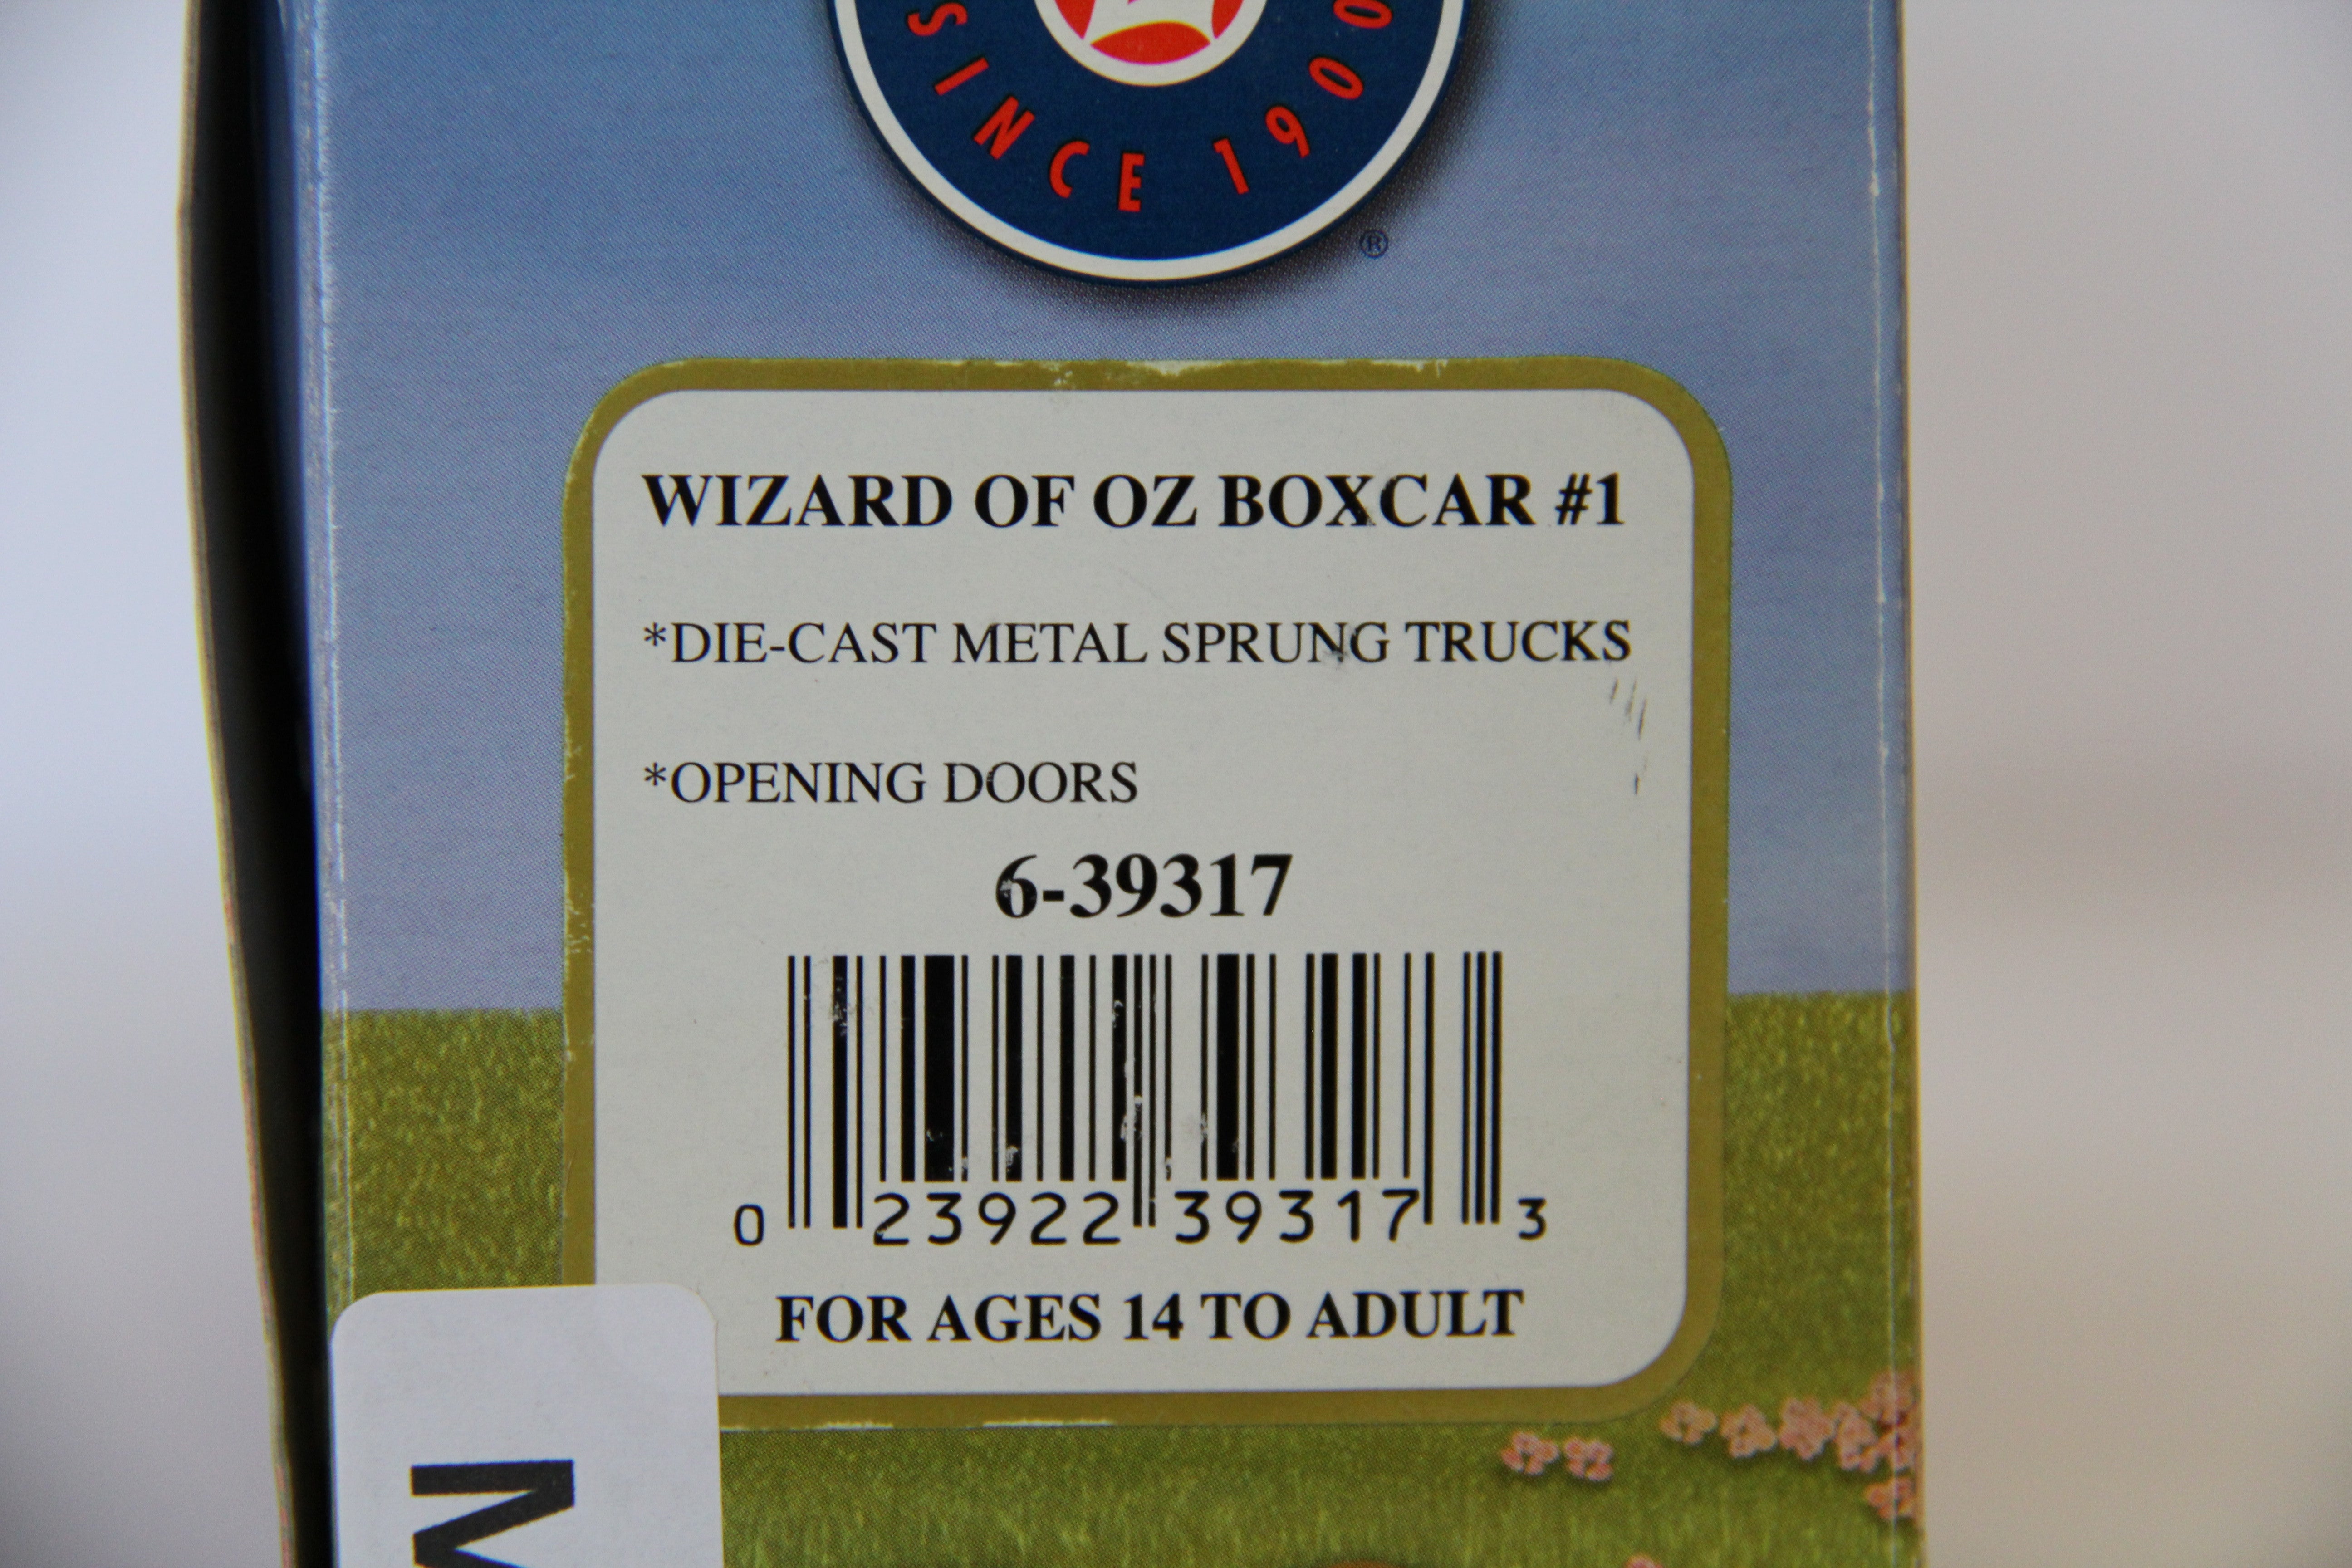 SINCE 1900
®
WIZARD OF OZ BOXCAR #1
*DIE-CAST METAL SPRUNG TRUCKS
*OPENING DOORS
6-39317
0 23922 39317 3
FOR AGES 14 TO ADULT
M